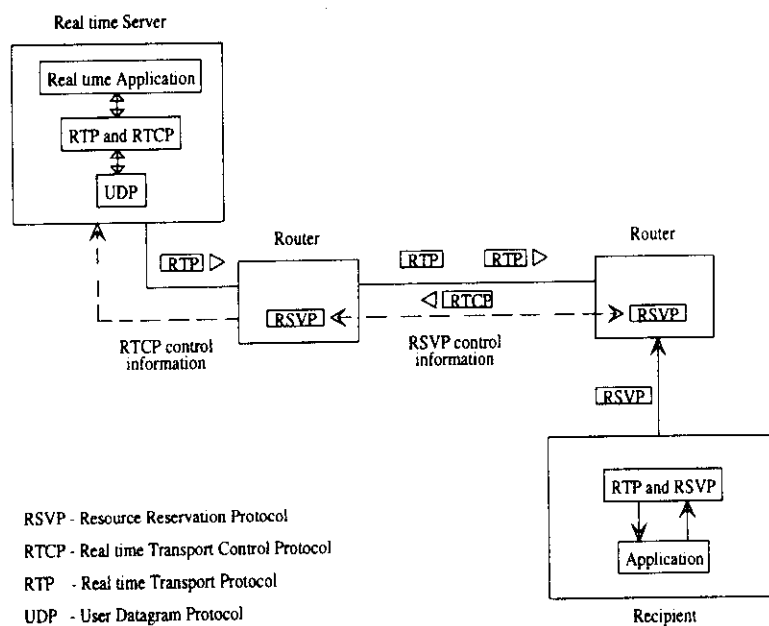 Real time Server
Real time Application
RTP and RTCP
UDP
Router
Router
RTP
RTP
RTP
RTCP
RSVP
RSVP
RTCP control
information
RSVP control
information
RSVP
RTP and RSVP
Application
Recipient
RSVP - Resource Reservation Protocol
RTCP - Real time Transport Control Protocol
RTP - Real time Transport Protocol
UDP - User Datagram Protocol